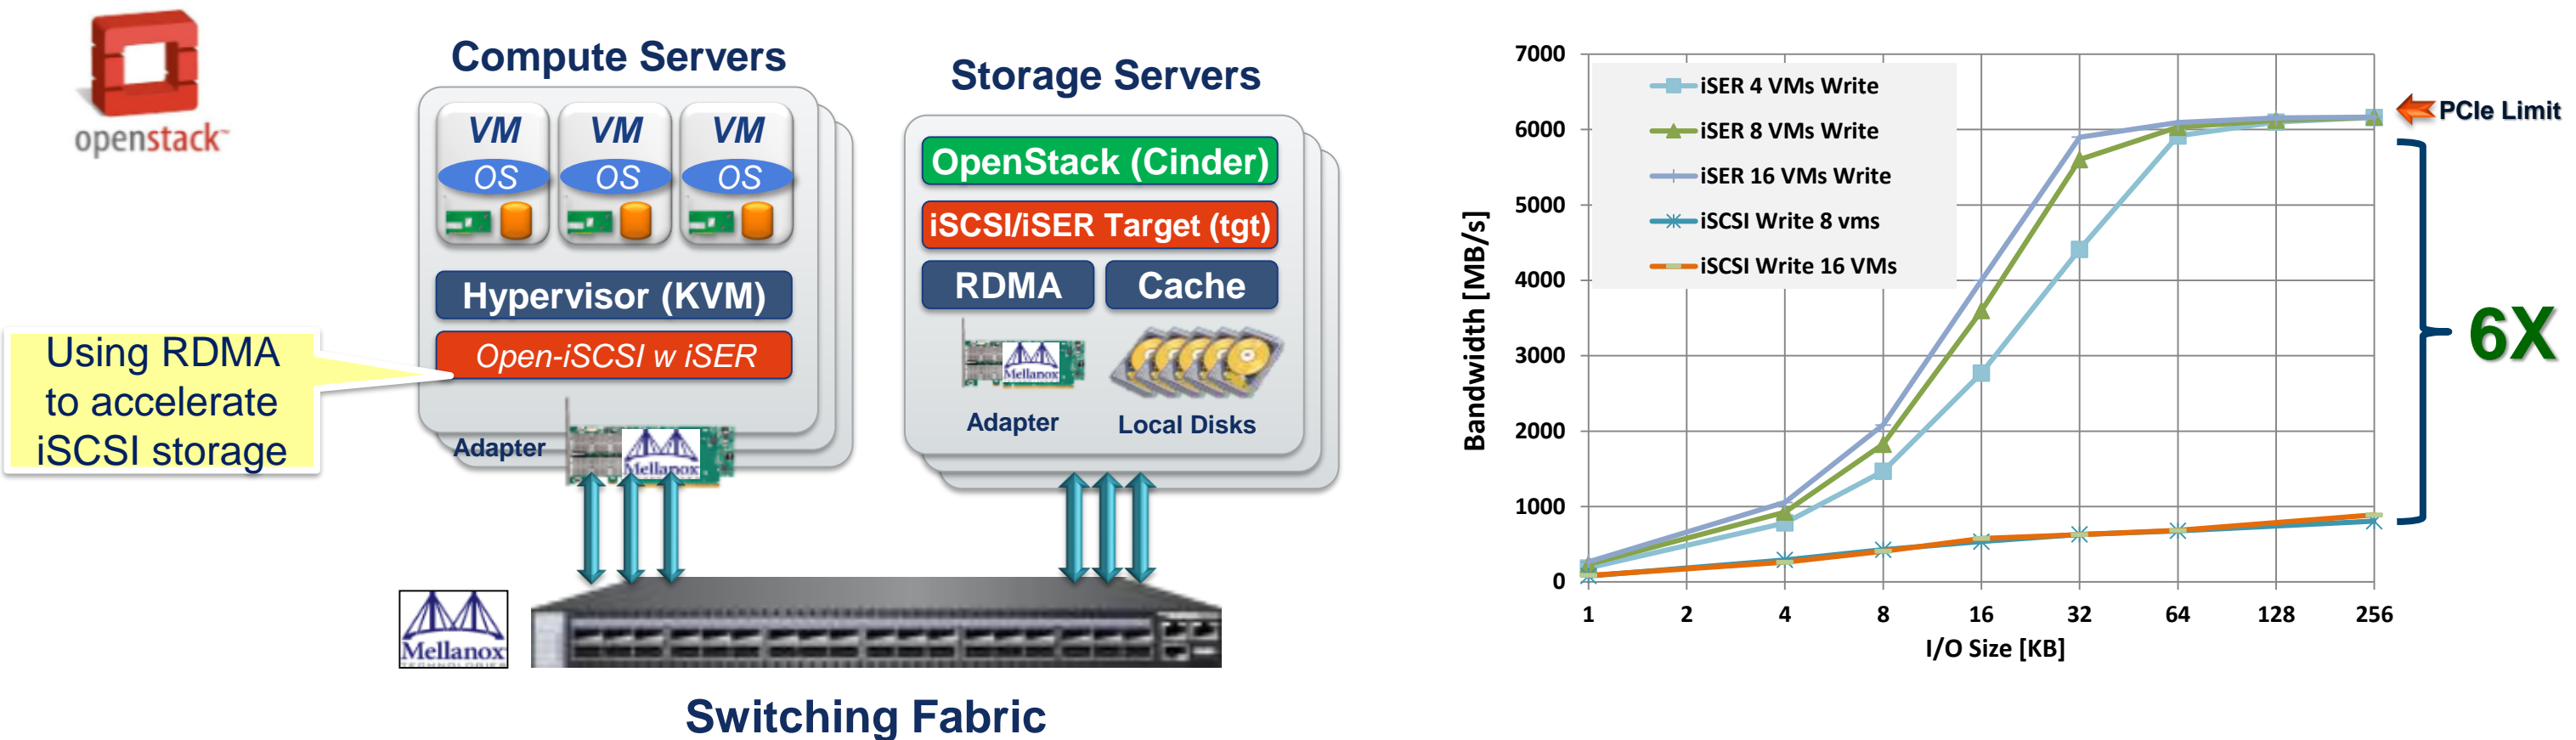 openstack™
Compute Servers
VM VM VM
OS OS OS
Hypervisor (KVM)
Open-iSCSI w iSER
Using RDMA
to accelerate
iSCSI storage
Adapter
Mellanox
Storage Servers
OpenStack (Cinder)
iSCSI/iSER Target (tgt)
RDMA Cache
Mellanox
Adapter Local Disks
Mellanox
TECHNOLOGIES
Switching Fabric
Bandwidth [MB/s]
7000
6000
5000
4000
3000
2000
1000
0
iSER 4 VMs Write
iSER 8 VMs Write
iSER 16 VMs Write
iSCSI Write 8 vms
iSCSI Write 16 VMs
1 2 4 8 16 32 64 128 256
I/O Size [KB]
PCIe Limit
6X